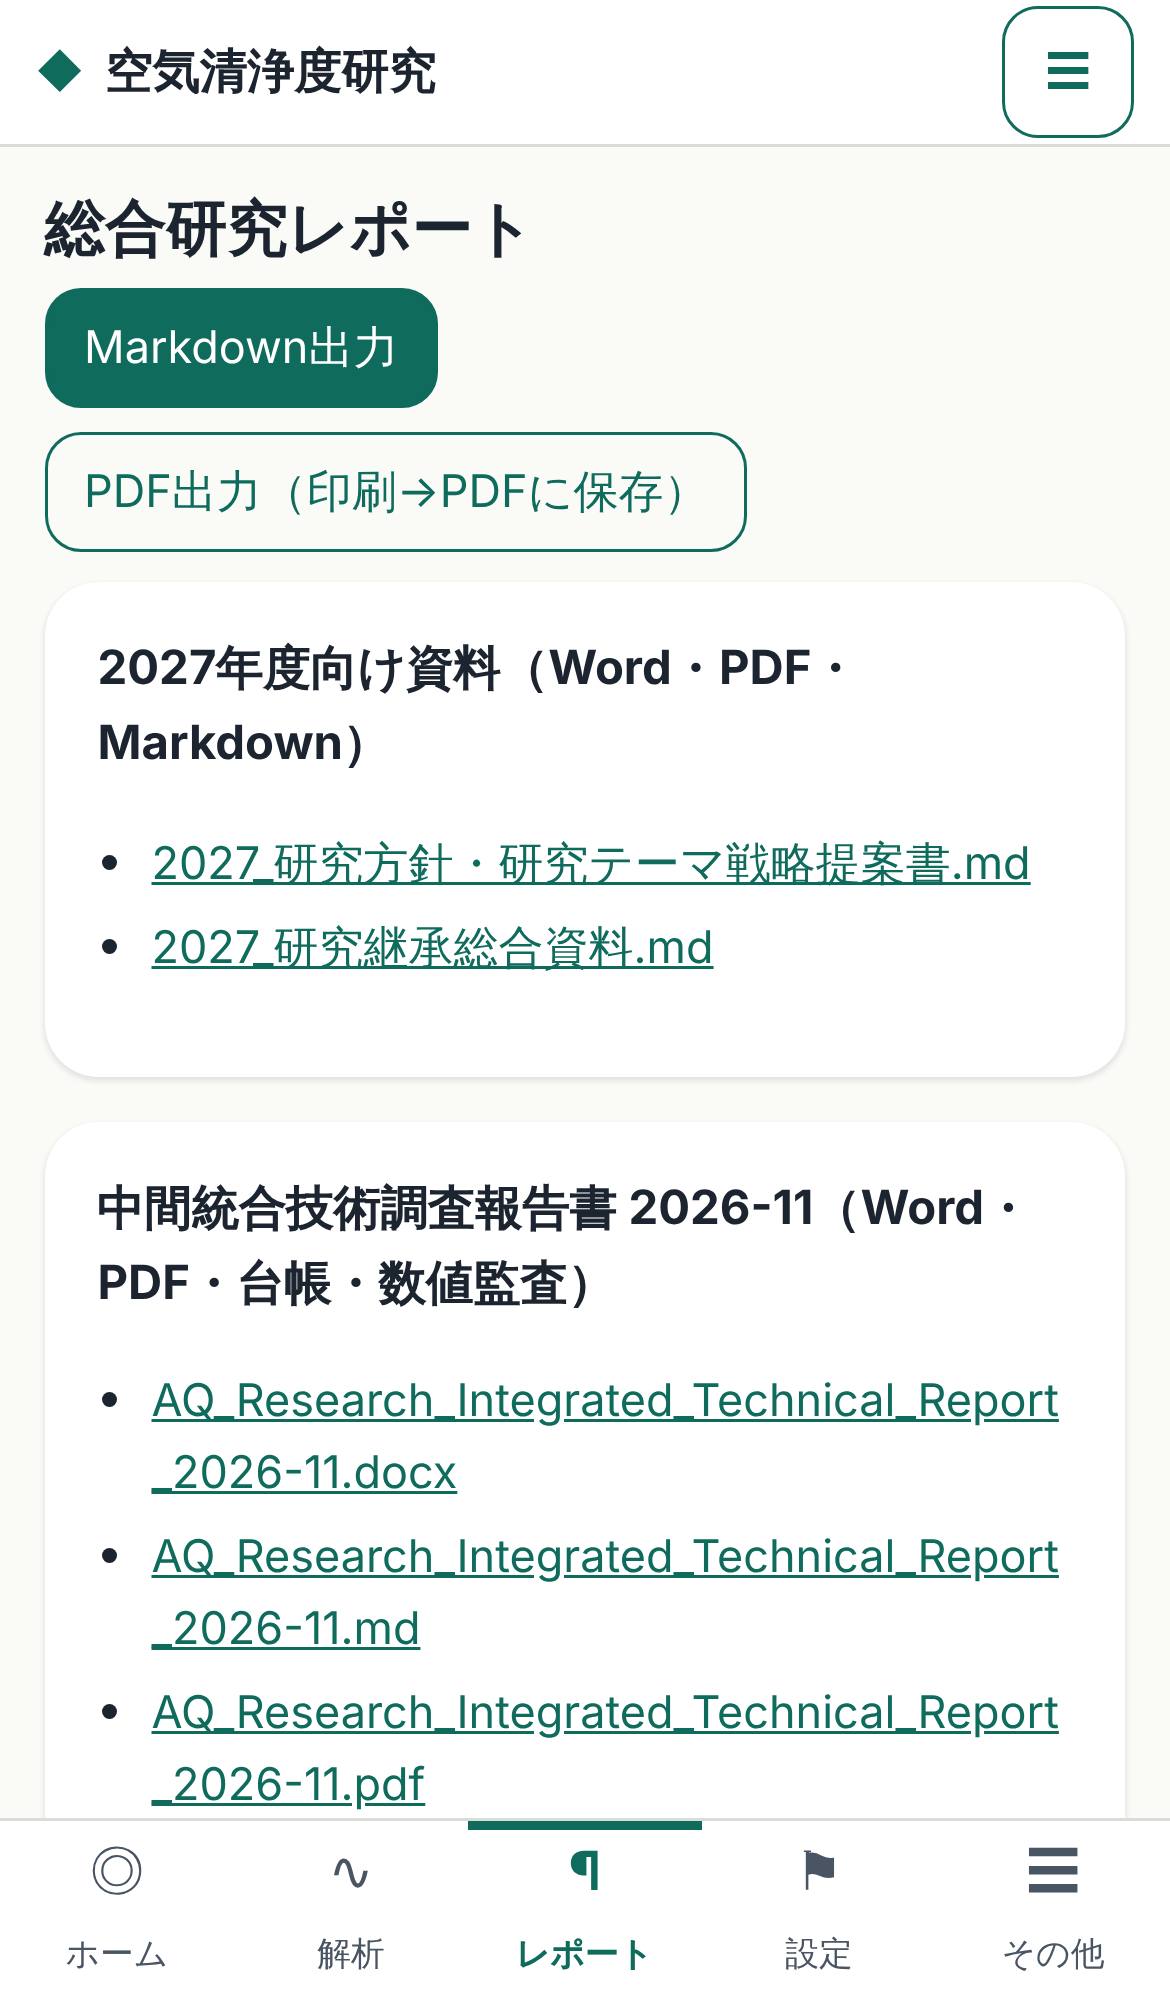 ◆ 空気清浄度研究
☰
総合研究レポート
Markdown出力
PDF出力（印刷→PDFに保存）
2027年度向け資料（Word・PDF・
Markdown）
• 2027_研究方針・研究テーマ戦略提案書.md
• 2027_研究継承総合資料.md
中間統合技術調査報告書 2026-11（Word・
PDF・台帳・数値監査）
• AQ_Research_Integrated_Technical_Report
_2026-11.docx
• AQ_Research_Integrated_Technical_Report
_2026-11.md
• AQ_Research_Integrated_Technical_Report
_2026-11.pdf
◎ ∿ ¶ ⚑ ☰
ホーム 解析 レポート 設定 その他